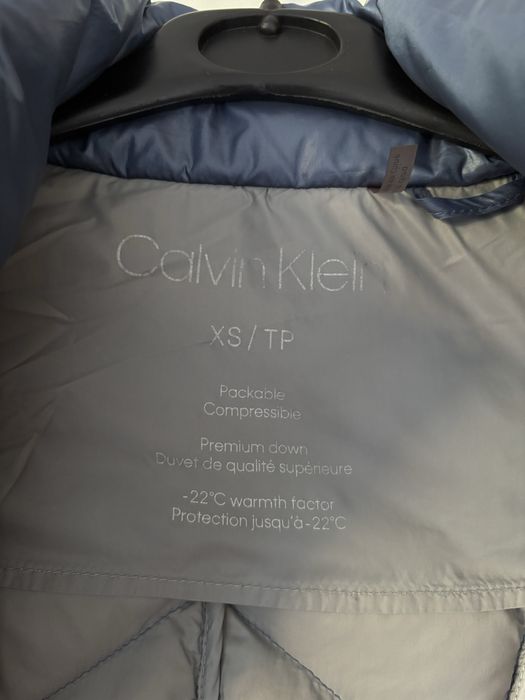 Calvin Klein
XS / TP
Packable
Compressible
Premium down
Duvet de qualité supérieure
-22°C warmth factor
Protection jusqu'à -22°C